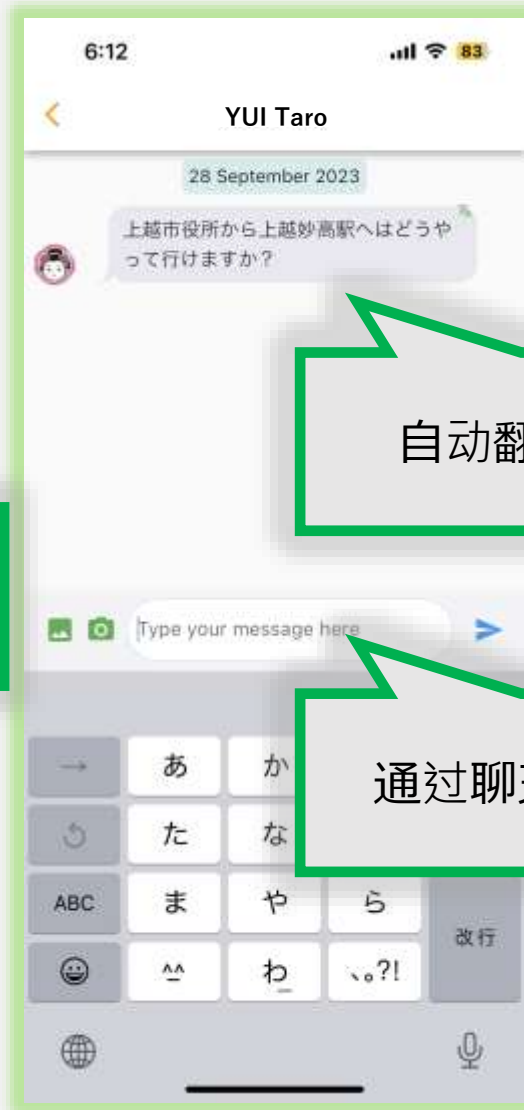 6:12
83
YUI Taro
28 September 2023
上越市役所から上越妙高駅へはどうや
って行けますか？
自动翻
Type your message here
通过聊
→
あ
か
た
な
ABC
ま
や
ら
改行
^^
わ
、。?!